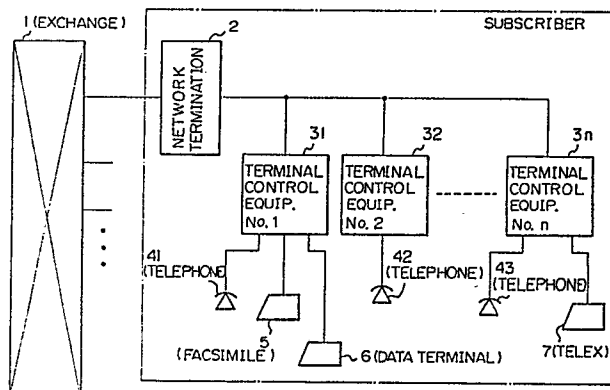 1 (EXCHANGE)
SUBSCRIBER
2
NETWORK
TERMINATION
31
32
3n
TERMINAL
CONTROL
EQUIP.
No. 1
TERMINAL
CONTROL
EQUIP.
No. 2
TERMINAL
CONTROL
EQUIP.
No. n
41
(TELEPHONE)
42
(TELEPHONE)
43
(TELEPHONE)
5
(FACSIMILE)
6 (DATA TERMINAL)
7(TELEX)